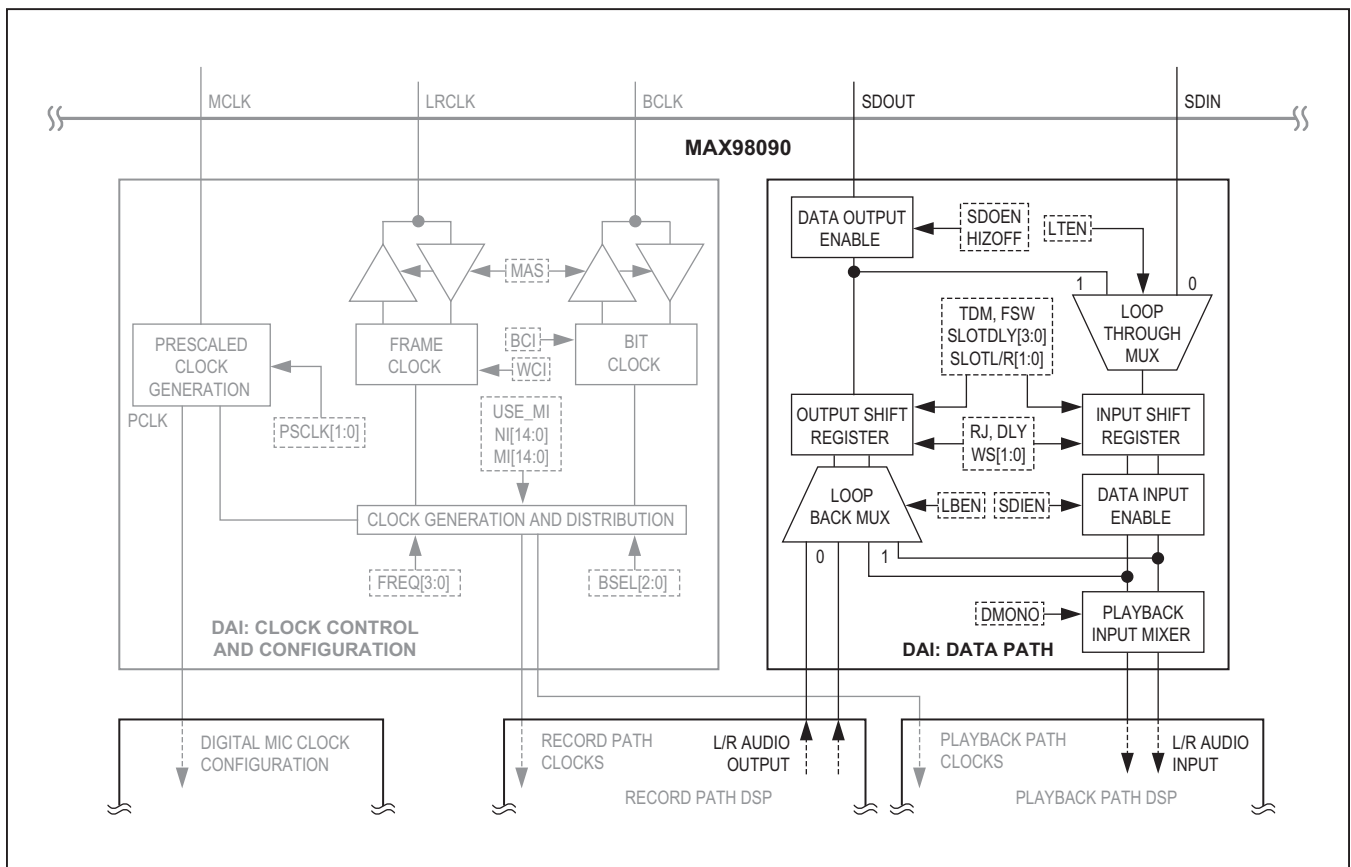 MCLK
LRCLK
BCLK
SDOUT
SDIN
MAX98090
DATA OUTPUT
ENABLE
SDOEN
HIZOFF
LTEN
MAS
1
0
LOOP
THROUGH
MUX
TDM, FSW
SLOTDLY[3:0]
SLOTL/R[1:0]
PRESCALED
CLOCK
GENERATION
FRAME
CLOCK
BCI
WCI
BIT
CLOCK
PCLK
PSCLK[1:0]
USE_MI
NI[14:0]
MI[14:0]
OUTPUT SHIFT
REGISTER
RJ, DLY
WS[1:0]
INPUT SHIFT
REGISTER
LOOP
BACK MUX
LBEN
SDIEN
DATA INPUT
ENABLE
CLOCK GENERATION AND DISTRIBUTION
0
1
FREQ[3:0]
BSEL[2:0]
DMONO
PLAYBACK
INPUT MIXER
DAI: CLOCK CONTROL
AND CONFIGURATION
DAI: DATA PATH
DIGITAL MIC CLOCK
CONFIGURATION
RECORD PATH
CLOCKS
L/R AUDIO
OUTPUT
RECORD PATH DSP
PLAYBACK PATH
CLOCKS
L/R AUDIO
INPUT
PLAYBACK PATH DSP